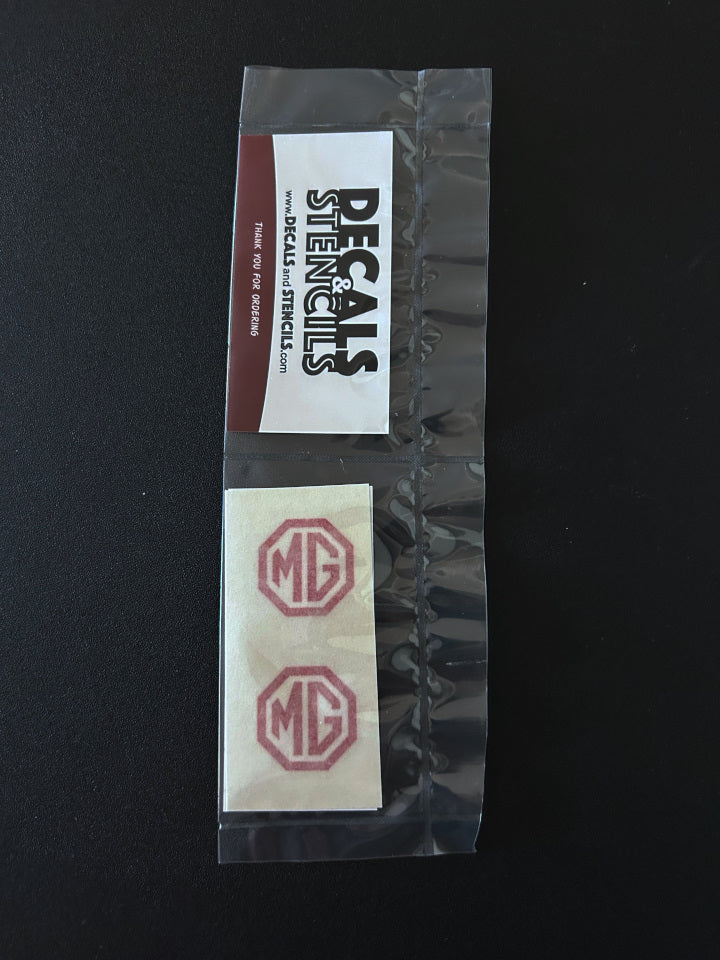 DECALS
&
STENCILS
www.DECALS and STENCILS.com
THANK YOU FOR ORDERING
MG
MG